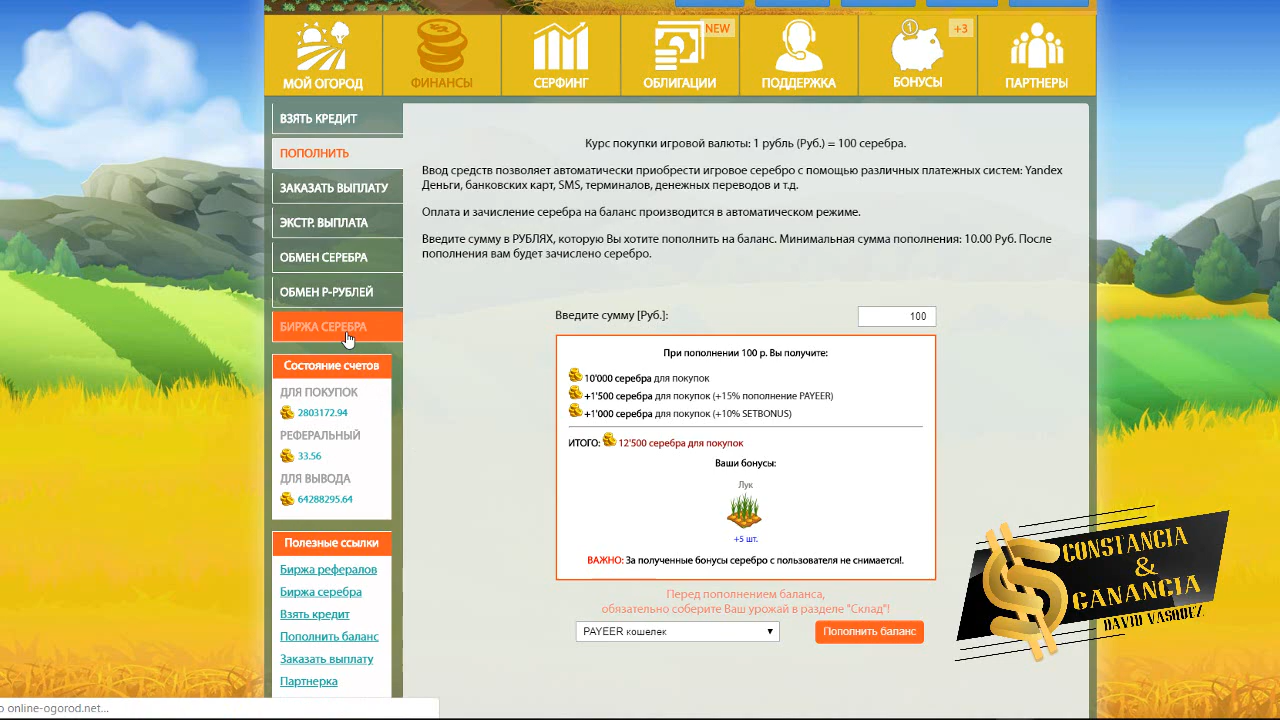 NEW
1
+3
МОЙ ОГОРОД
ФИНАНСЫ
СЕРФИНГ
ОБЛИГАЦИИ
ПОДДЕРЖКА
БОНУСЫ
ПАРТНЕРЫ
ВЗЯТЬ КРЕДИТ
ПОПОЛНИТЬ
ЗАКАЗАТЬ ВЫПЛАТУ
ЭКСТР. ВЫПЛАТА
ОБМЕН СЕРЕБРА
ОБМЕН Р-РУБЛЕЙ
БИРЖА СЕРЕБРА
Состояние счетов
ДЛЯ ПОКУПОК
2803172.94
РЕФЕРАЛЬНЫЙ
33.56
ДЛЯ ВЫВОДА
64288295.64
Полезные ссылки
Биржа рефералов
Биржа серебра
Взять кредит
Пополнить баланс
Заказать выплату
Партнерка
Курс покупки игровой валюты: 1 рубль (Руб.) = 100 серебра.
Ввод средств позволяет автоматически приобрести игровое серебро с помощью различных платежных систем: Yandex
Деньги, банковских карт, SMS, терминалов, денежных переводов и т.д.
Оплата и зачисление серебра на баланс производится в автоматическом режиме.
Введите сумму в РУБЛЯХ, которую Вы хотите пополнить на баланс. Минимальная сумма пополнения: 10.00 Руб. После
пополнения вам будет зачислено серебро.
Введите сумму [Руб.]:
100
При пополнении 100 р. Вы получите:
10'000 серебра для покупок
+1'500 серебра для покупок (+15% пополнение PAYEER)
+1'000 серебра для покупок (+10% SETBONUS)
ИТОГО: 12'500 серебра для покупок
Ваши бонусы:
Лук
+5 шт.
ВАЖНО: За полученные бонусы серебро с пользователя не снимается!.
Перед пополнением баланса,
обязательно соберите Ваш урожай в разделе "Склад"!
PAYEER кошелек
Пополнить баланс
CONSTANCIA
&
GANANCIA
DAVID VASQUEZ
online-ogorod.net...